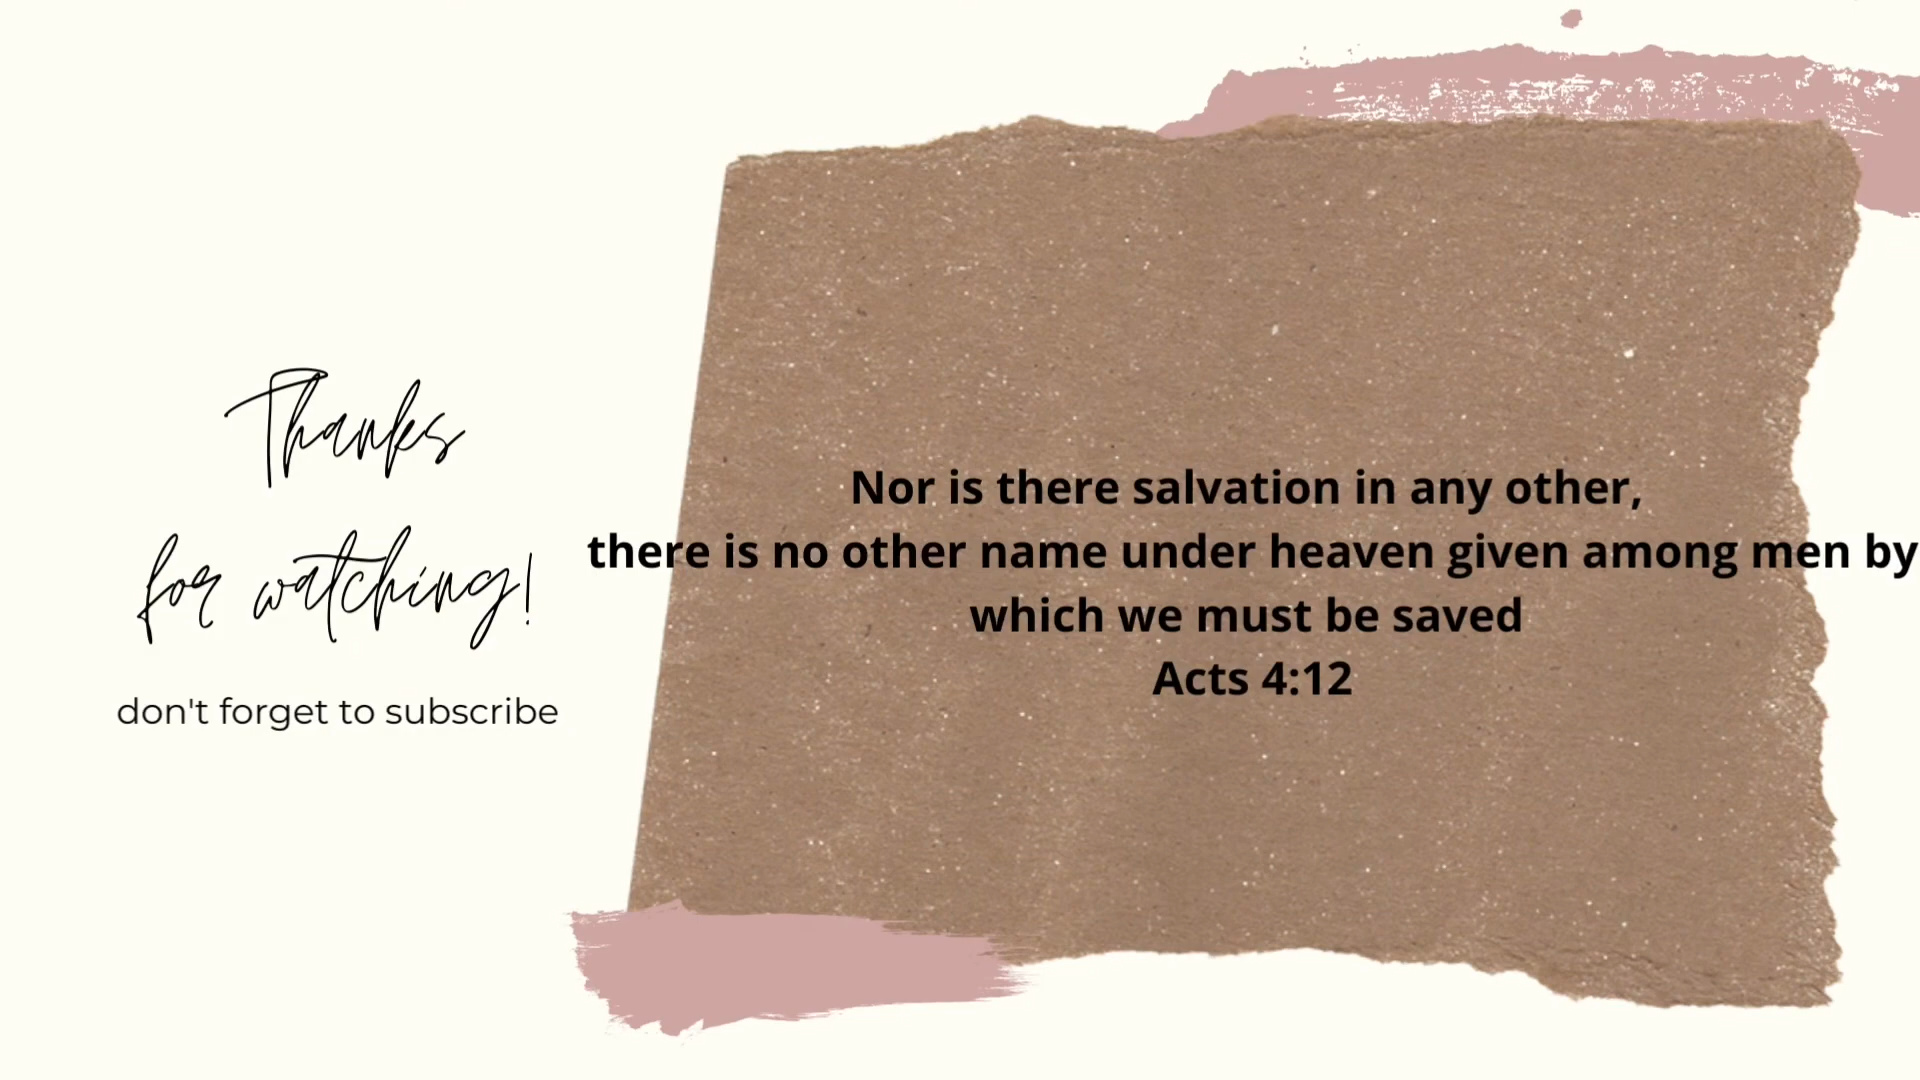 Thanks
for watching!
don't forget to subscribe
Nor is there salvation in any other,
there is no other name under heaven given among men by
which we must be saved
Acts 4:12